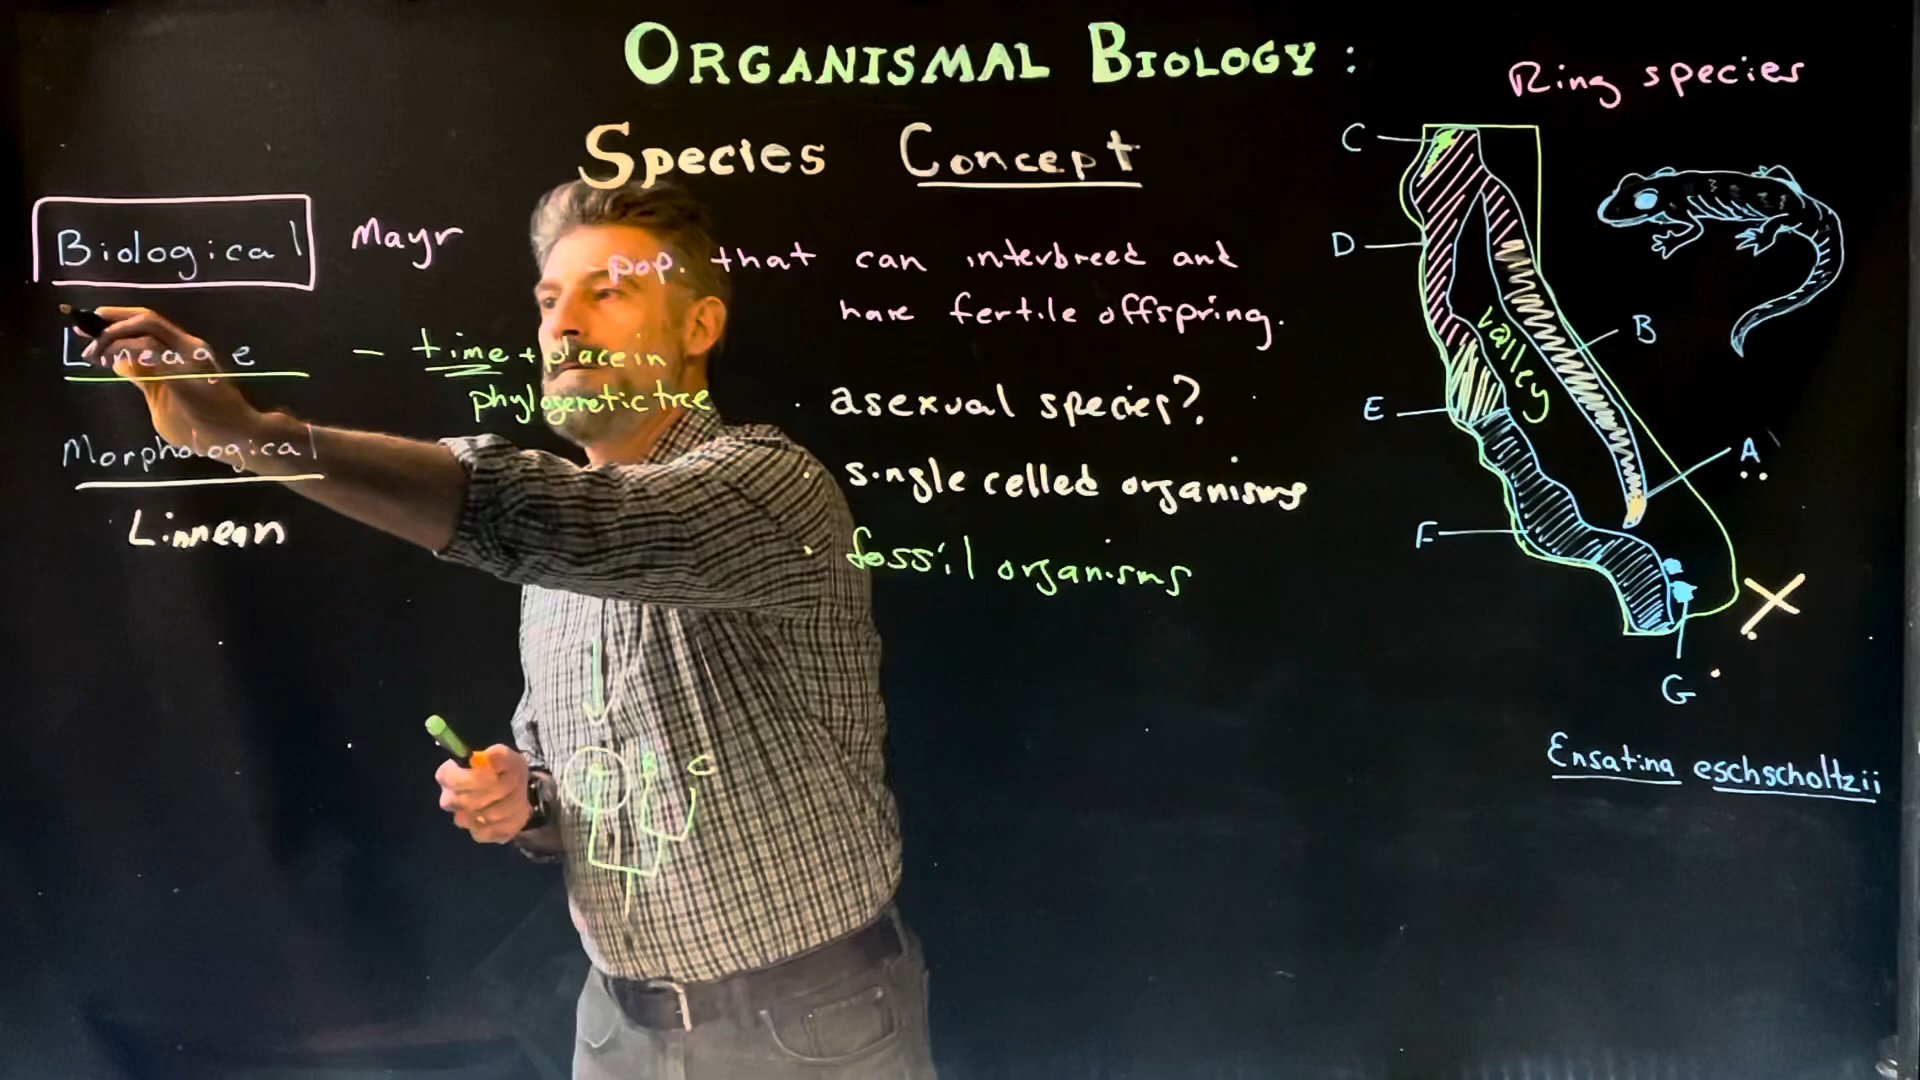 ORGANISMAL BIOLOGY:
Species Concept
Biological
Mayr
pop. that can interbreed and
have fertile offspring.
Lineage
— time + place in
phylogenetic tree
Morphological
Linnean
· asexual species?
· single celled organisms
· fossil organisms
B C
Ring species
C
D
B
valley
E
A
F
X
G
Ensatina eschscholtzii